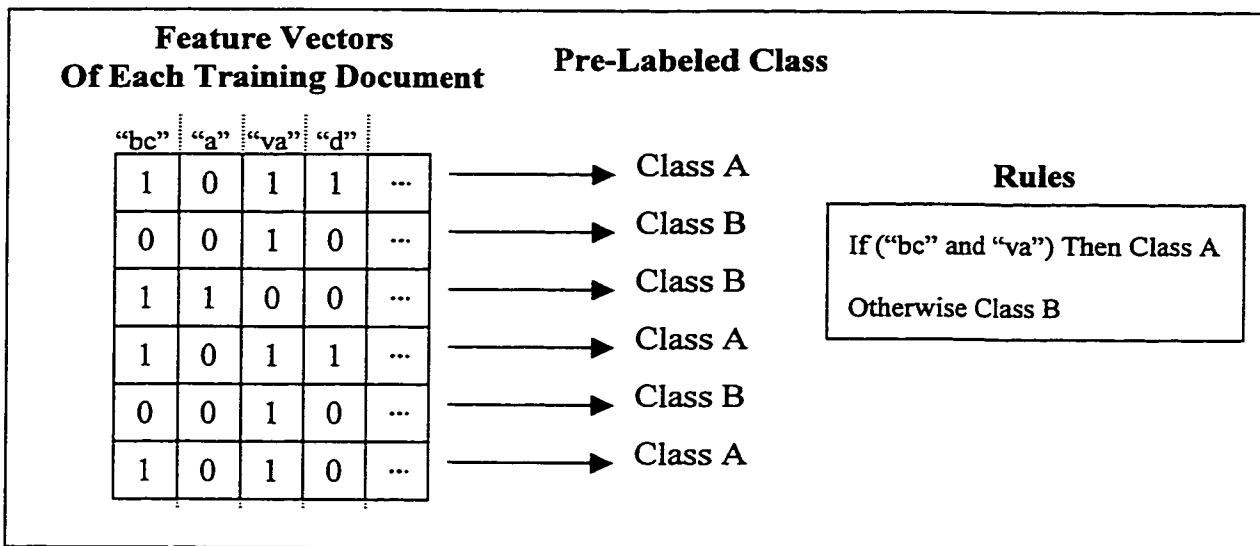 Feature Vectors
Of Each Training Document
Pre-Labeled Class
“bc” “a” “va” “d”
1 0 1 1 ... Class A
0 0 1 0 ... Class B
1 1 0 0 ... Class B
1 0 1 1 ... Class A
0 0 1 0 ... Class B
1 0 1 0 ... Class A
Rules
If (“bc” and “va”) Then Class A
Otherwise Class B